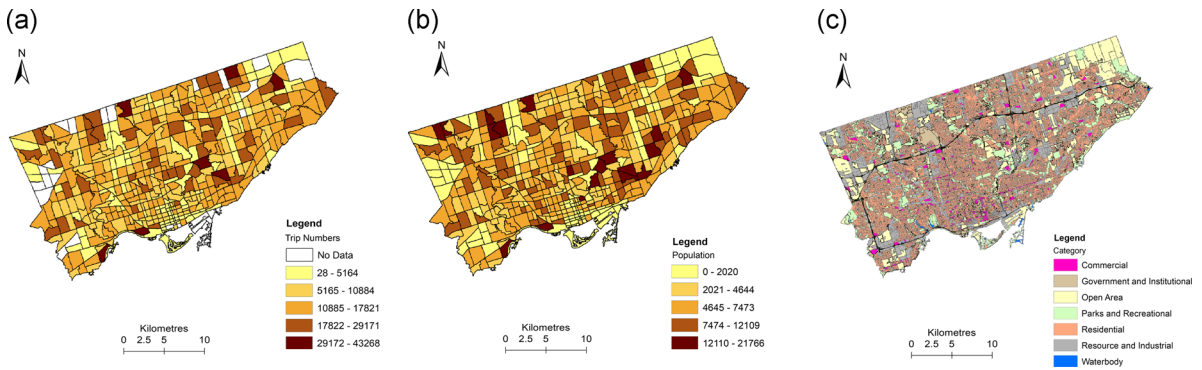 (a)
N
Legend
Trip Numbers
No Data
28 - 5164
5165 - 10884
10885 - 17821
17822 - 29171
29172 - 43268
Kilometres
0 2.5 5 10
(b)
N
Legend
Population
0 - 2020
2021 - 4644
4645 - 7473
7474 - 12109
12110 - 21766
Kilometres
0 2.5 5 10
(c)
N
Legend
Category
Commercial
Government and Institutional
Open Area
Parks and Recreational
Residential
Resource and Industrial
Waterbody
Kilometres
0 2.5 5 10